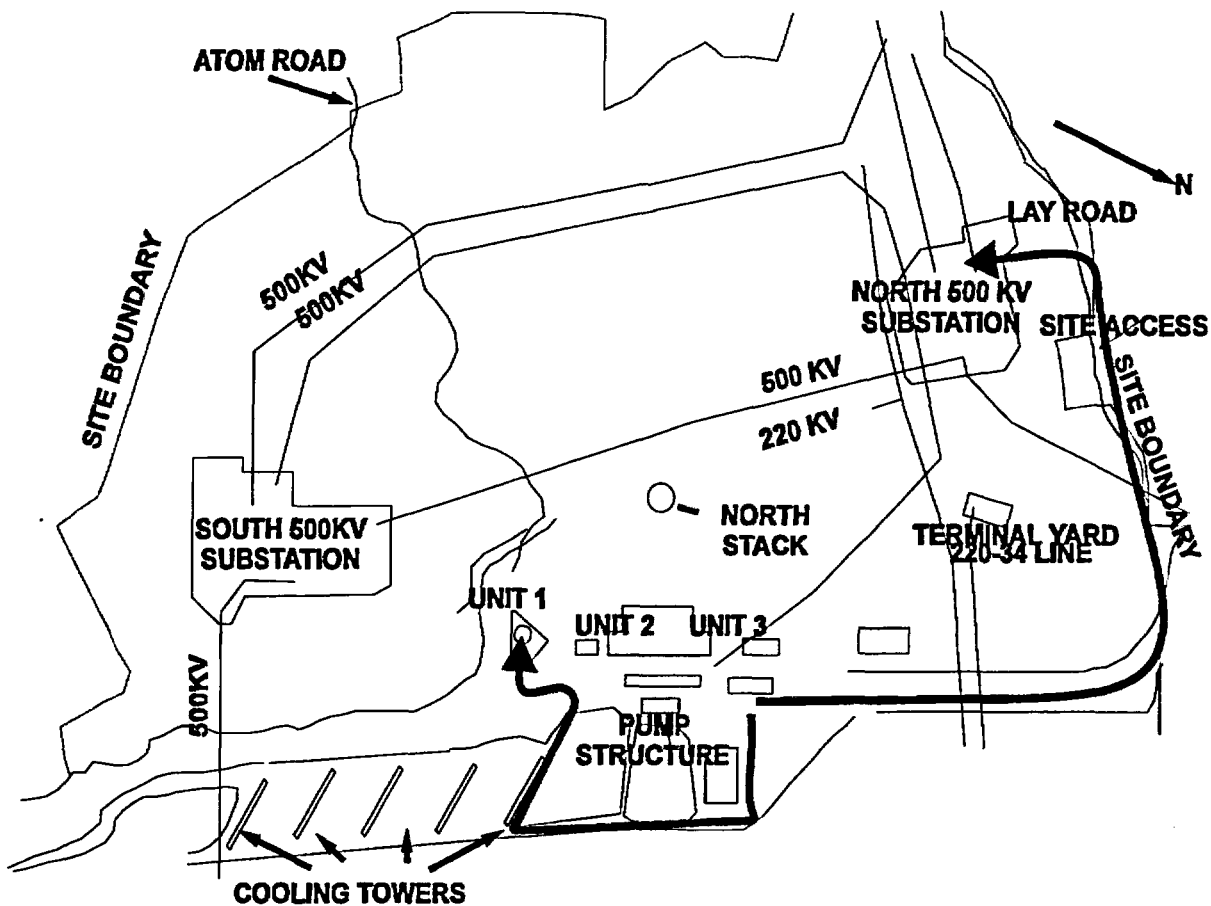 ATOM ROAD
N
LAY ROAD
SITE BOUNDARY
500KV
500KV
NORTH 500 KV
SUBSTATION
SITE ACCESS
SITE BOUNDARY
500 KV
220 KV
SOUTH 500KV
SUBSTATION
NORTH
STACK
TERMINAL YARD
220-34 LINE
UNIT 1
UNIT 2
UNIT 3
500KV
PUMP
STRUCTURE
COOLING TOWERS